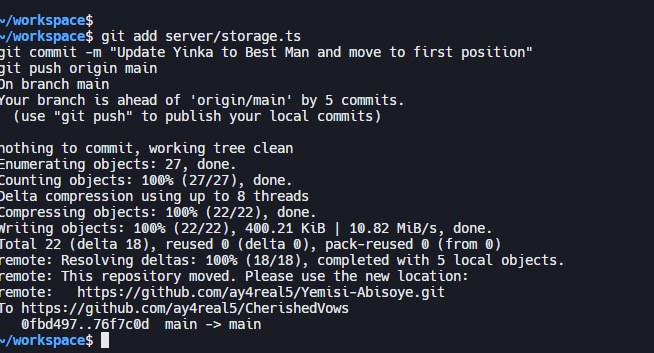 ~/workspace$
~/workspace$ git add server/storage.ts
git commit -m "Update Yinka to Best Man and move to first position"
git push origin main
On branch main
Your branch is ahead of 'origin/main' by 5 commits.
  (use "git push" to publish your local commits)

nothing to commit, working tree clean
Enumerating objects: 27, done.
Counting objects: 100% (27/27), done.
Delta compression using up to 8 threads
Compressing objects: 100% (22/22), done.
Writing objects: 100% (22/22), 400.21 KiB | 10.82 MiB/s, done.
Total 22 (delta 18), reused 0 (delta 0), pack-reused 0 (from 0)
remote: Resolving deltas: 100% (18/18), completed with 5 local objects.
remote: This repository moved. Please use the new location:
remote:   https://github.com/ay4real5/Yemisi-Abisoye.git
To https://github.com/ay4real5/CherishedVows
   0fbd497..76f7c0d  main -> main
~/workspace$